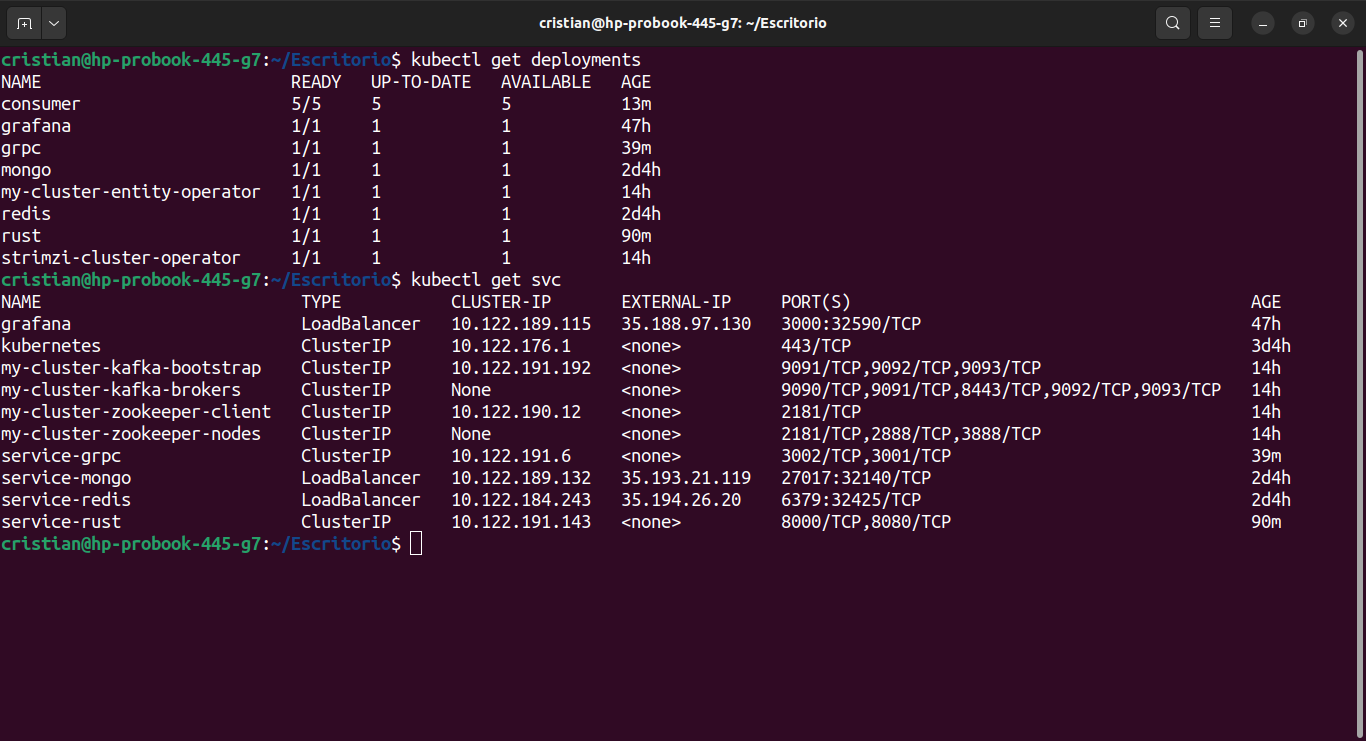 cristian@hp-probook-445-g7: ~/Escritorio
cristian@hp-probook-445-g7:~/Escritorio$ kubectl get deployments
NAME READY UP-TO-DATE AVAILABLE AGE
consumer 5/5 5 5 13m
grafana 1/1 1 1 47h
grpc 1/1 1 1 39m
mongo 1/1 1 1 2d4h
my-cluster-entity-operator 1/1 1 1 14h
redis 1/1 1 1 2d4h
rust 1/1 1 1 90m
strimzi-cluster-operator 1/1 1 1 14h
cristian@hp-probook-445-g7:~/Escritorio$ kubectl get svc
NAME TYPE CLUSTER-IP EXTERNAL-IP PORT(S) AGE
grafana LoadBalancer 10.122.189.115 35.188.97.130 3000:32590/TCP 47h
kubernetes ClusterIP 10.122.176.1 <none> 443/TCP 3d4h
my-cluster-kafka-bootstrap ClusterIP 10.122.191.192 <none> 9091/TCP,9092/TCP,9093/TCP 14h
my-cluster-kafka-brokers ClusterIP None <none> 9090/TCP,9091/TCP,8443/TCP,9092/TCP,9093/TCP 14h
my-cluster-zookeeper-client ClusterIP 10.122.190.12 <none> 2181/TCP 14h
my-cluster-zookeeper-nodes ClusterIP None <none> 2181/TCP,2888/TCP,3888/TCP 14h
service-grpc ClusterIP 10.122.191.6 <none> 3002/TCP,3001/TCP 39m
service-mongo LoadBalancer 10.122.189.132 35.193.21.119 27017:32140/TCP 2d4h
service-redis LoadBalancer 10.122.184.243 35.194.26.20 6379:32425/TCP 2d4h
service-rust ClusterIP 10.122.191.143 <none> 8000/TCP,8080/TCP 90m
cristian@hp-probook-445-g7:~/Escritorio$